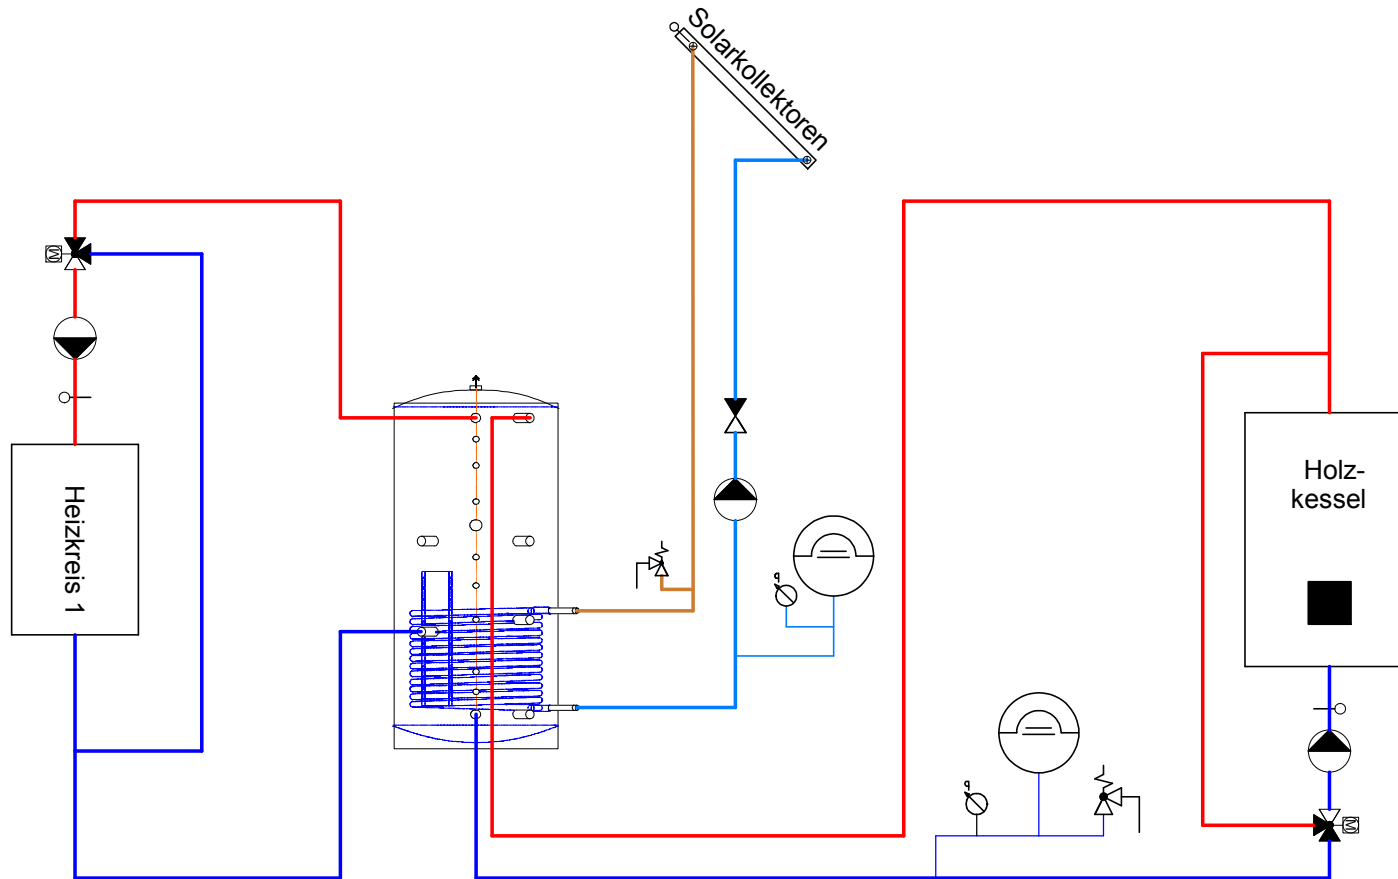 Solarkollektoren
M
Heizkreis 1
Holz-
kessel
p
p
M